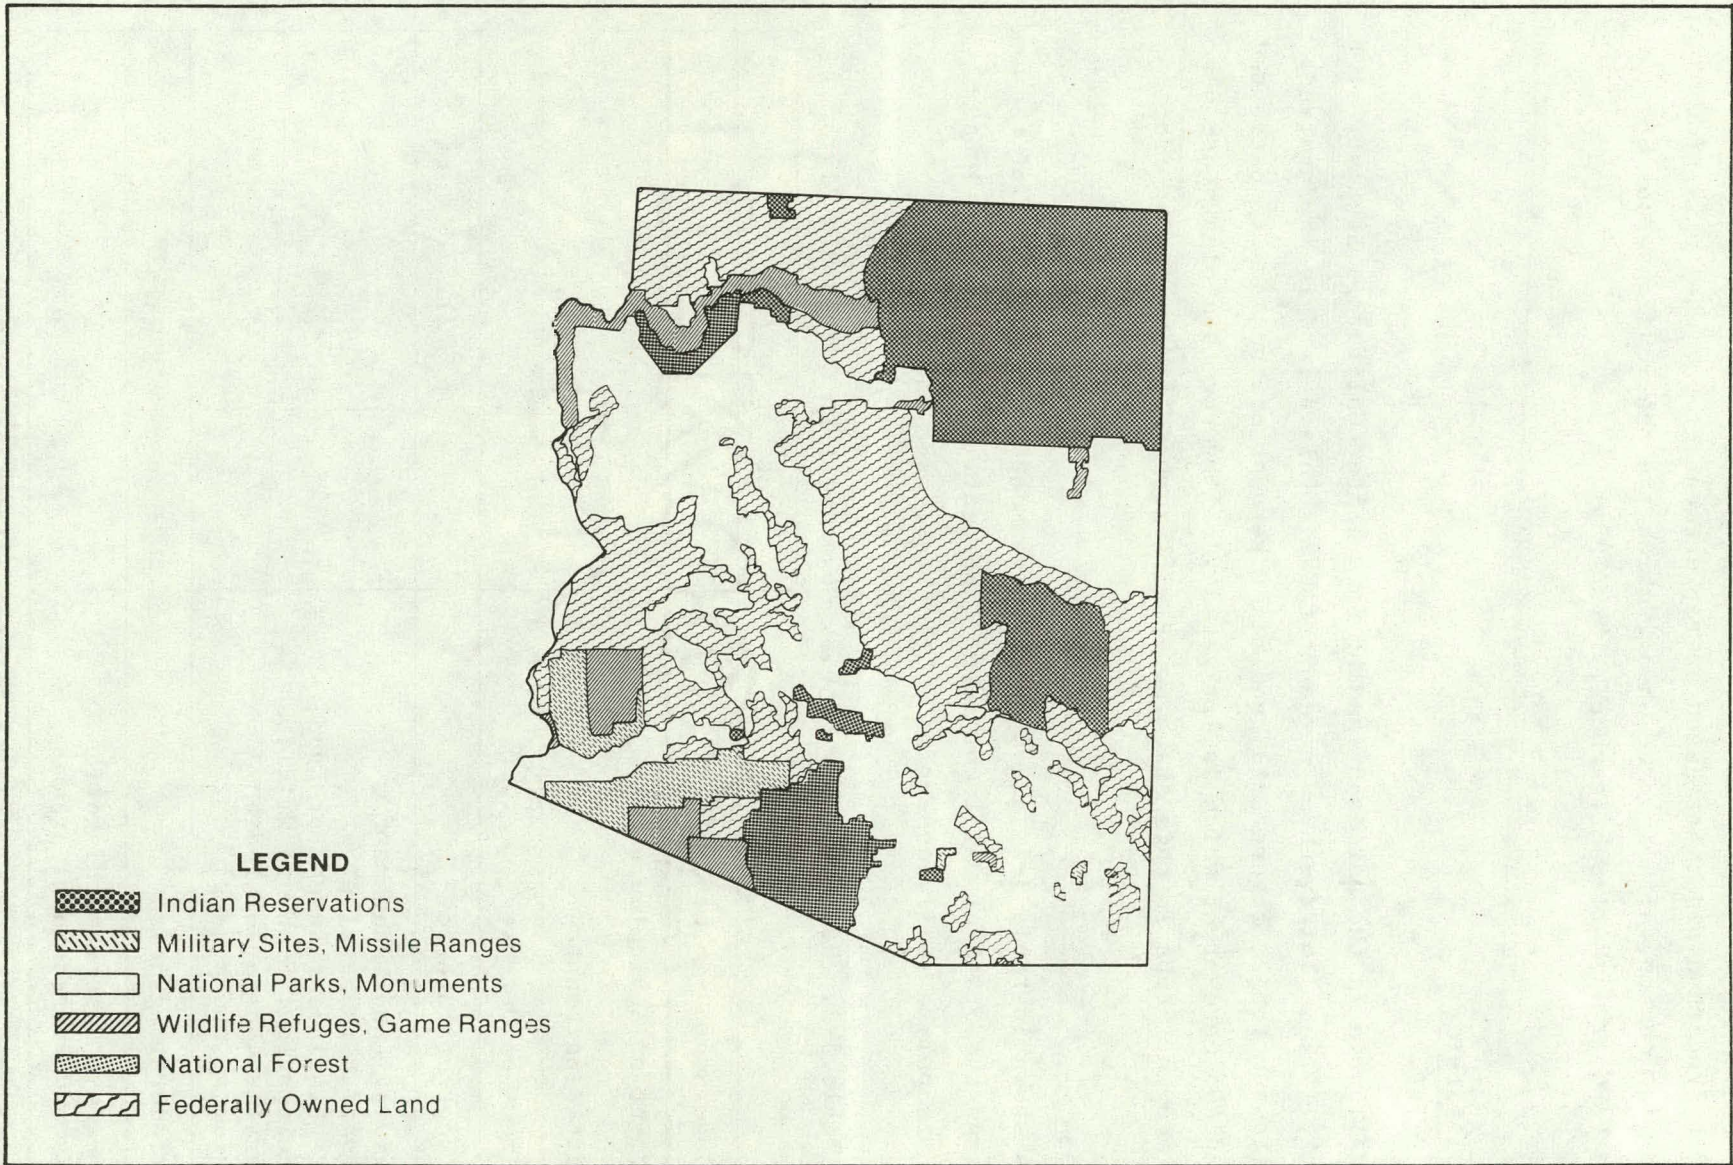 LEGEND
Indian Reservations
Military Sites, Missile Ranges
National Parks, Monuments
Wildlife Refuges, Game Ranges
National Forest
Federally Owned Land